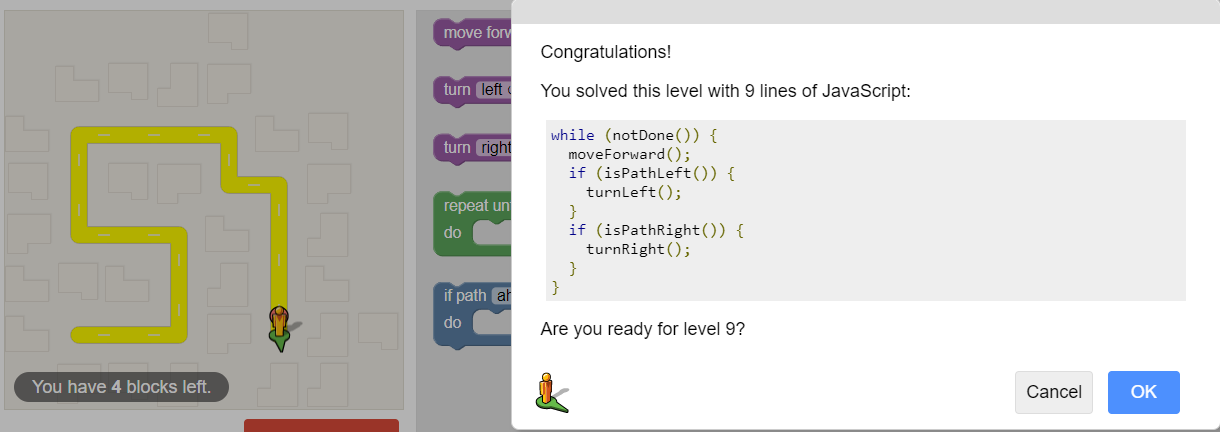 move forw
turn left
turn right
repeat un
do
if path ah
do
You have 4 blocks left.
Congratulations!
You solved this level with 9 lines of JavaScript:
while (notDone()) {
  moveForward();
  if (isPathLeft()) {
    turnLeft();
  }
  if (isPathRight()) {
    turnRight();
  }
}
Are you ready for level 9?
Cancel
OK